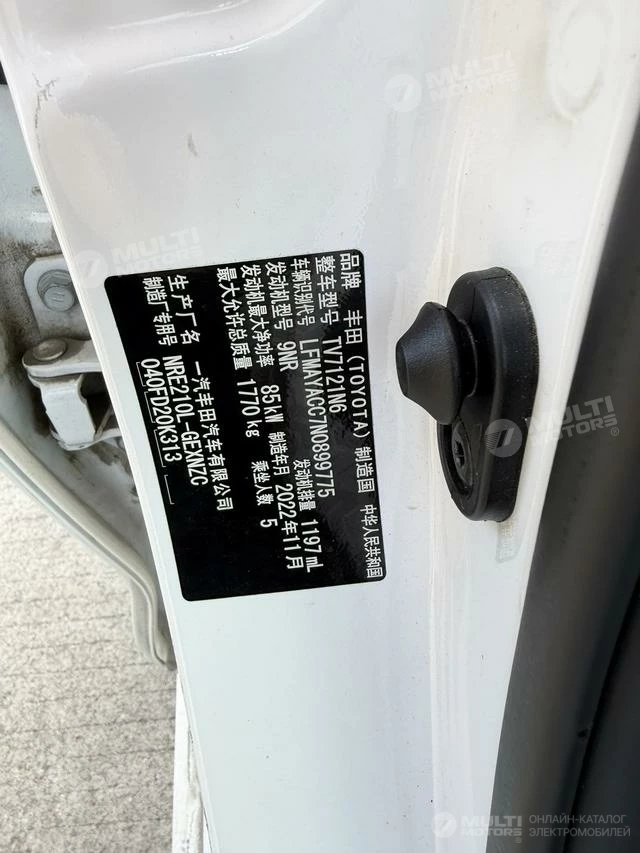 品牌 丰田(TOYOTA) 制造国 中华人民共和国
整车型号 TV7121N6
车辆识别代号 LFMAYACC7N0899775
发动机型号 9NR 发动机排量 1197 mL
发动机最大净功率 85 kW 制造年月 2022年11月
最大允许总质量 1770 kg 乘坐人数 5
生产厂名 一汽丰田汽车有限公司
制造厂专用号 NRE210L-GEXNZC
040FD20K313
MULTI MOTORS
MULTI MOTORS
MULTI MOTORS
MULTI MOTORS
ОНЛАЙН-КАТАЛОГ ЭЛЕКТРОМОБИЛЕЙ